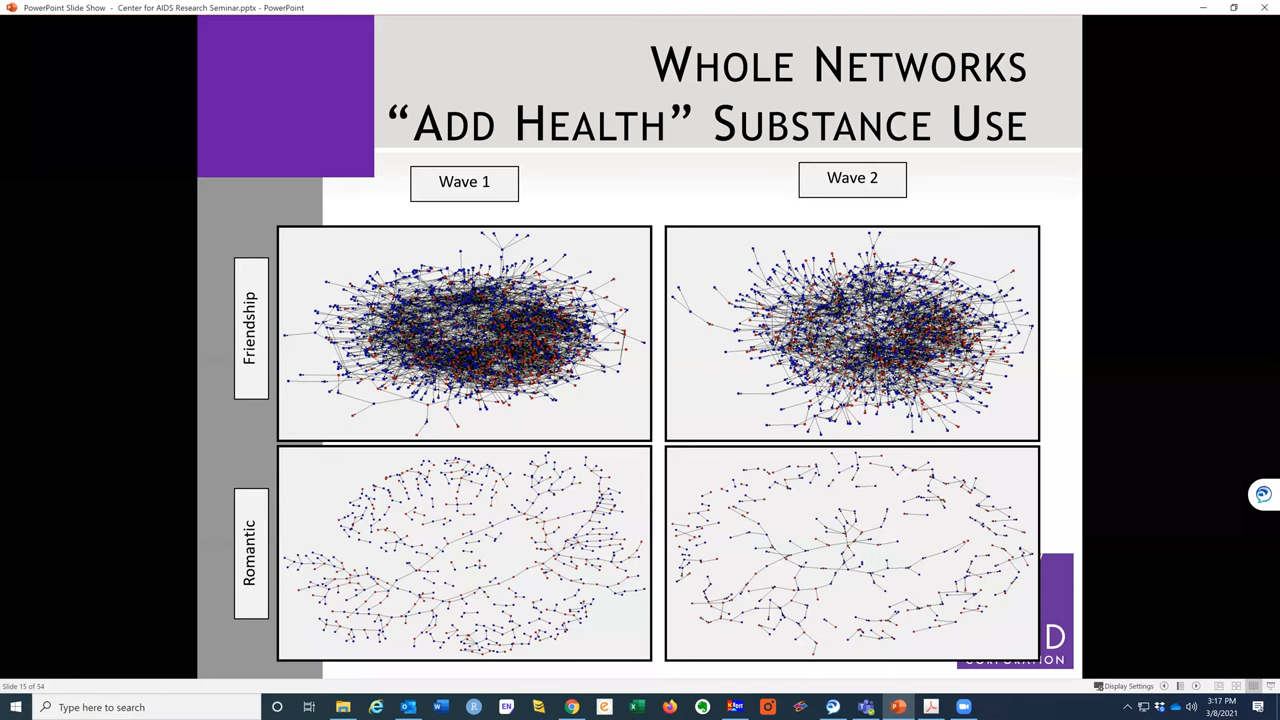 PowerPoint Slide Show - Center for AIDS Research Seminar.pptx - PowerPoint
WHOLE NETWORKS
“ADD HEALTH” SUBSTANCE USE
Wave 1
Wave 2
Friendship
Romantic
D
CORPORATION
Slide 15 of 54
Display Settings
Type here to search
EN
3:17 PM
3/8/2021